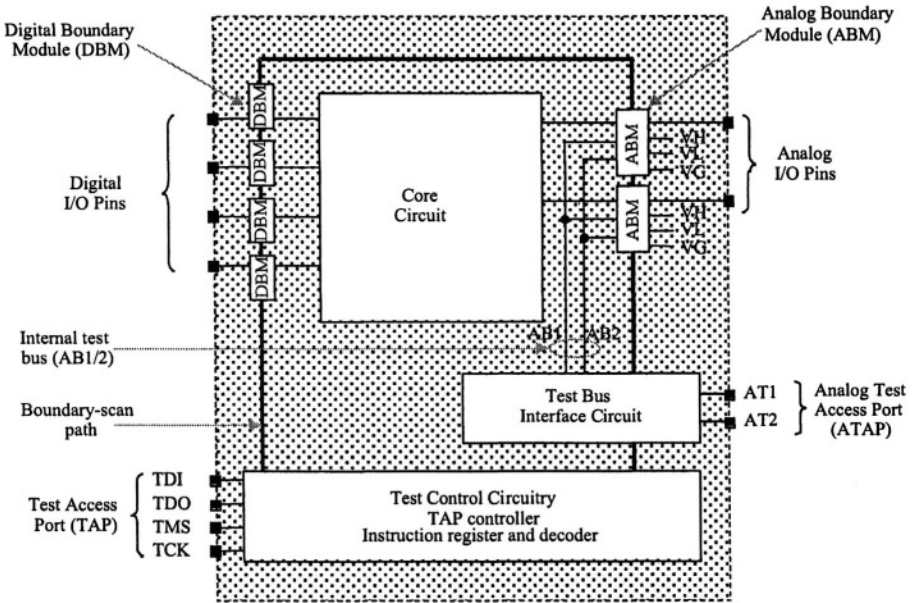 Digital Boundary
Module (DBM)
Analog Boundary
Module (ABM)
DBM
DBM
DBM
DBM
Digital
I/O Pins
Core
Circuit
ABM
VH
VL
VG
ABM
VH
VL
VG
Analog
I/O Pins
Internal test
bus (AB1/2)
AB1
AB2
Boundary-scan
path
Test Bus
Interface Circuit
AT1
AT2
Analog Test
Access Port
(ATAP)
Test Access
Port (TAP)
TDI
TDO
TMS
TCK
Test Control Circuitry
TAP controller
Instruction register and decoder